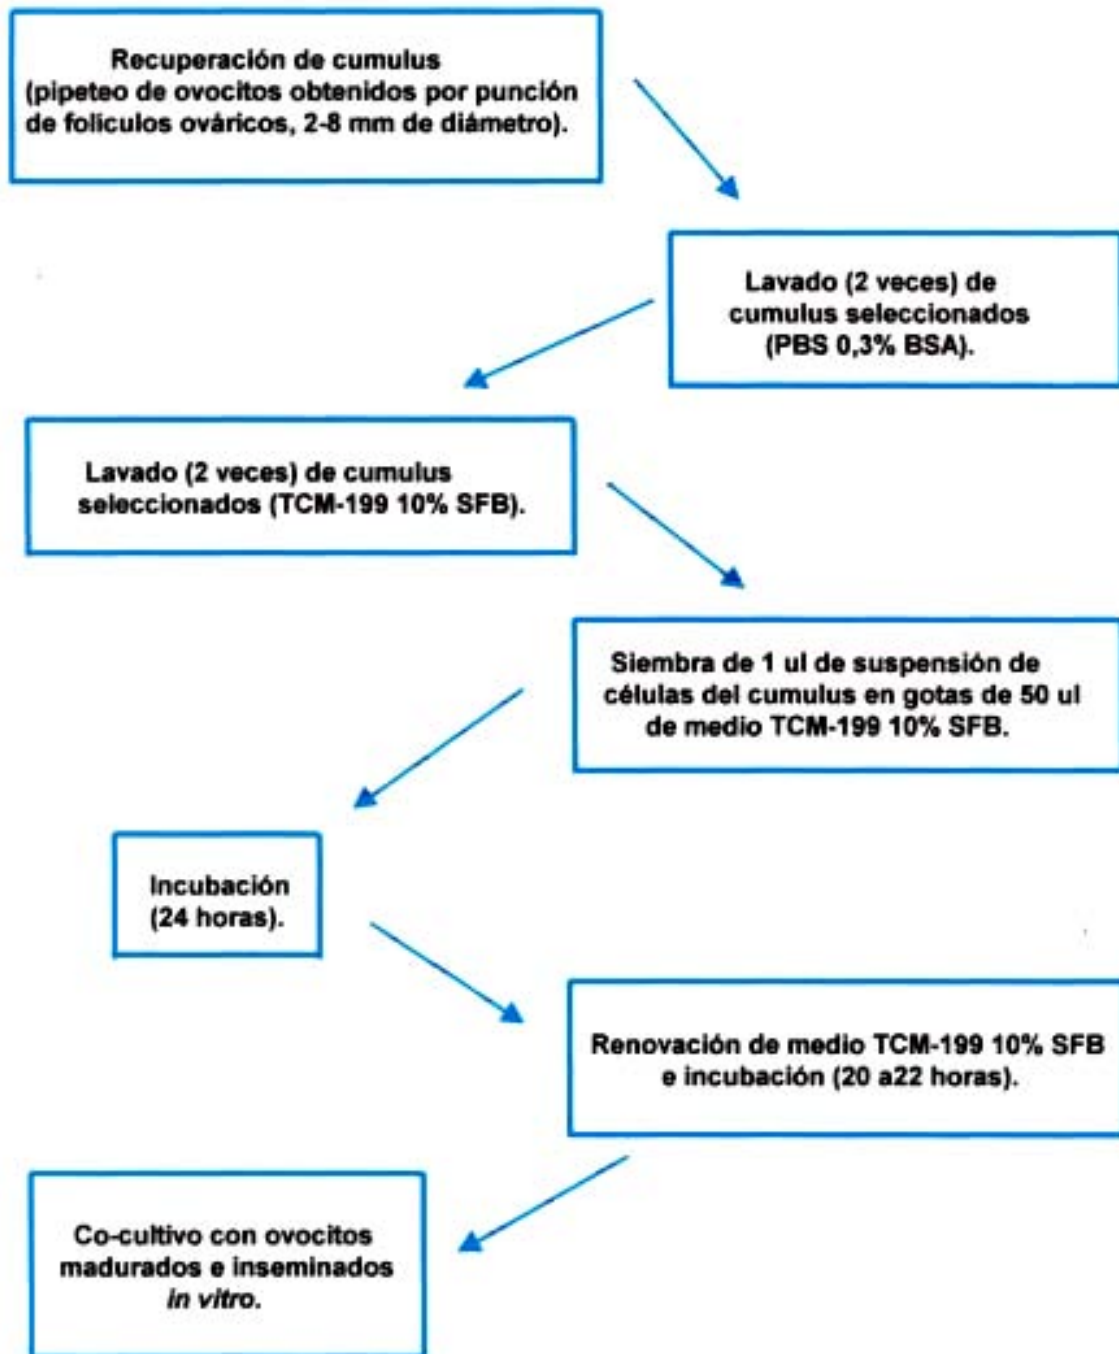 Recuperación de cumulus
(pipeteo de ovocitos obtenidos por punción
de folículos ováricos, 2-8 mm de diámetro).
Lavado (2 veces) de
cumulus seleccionados
(PBS 0,3% BSA).
Lavado (2 veces) de cumulus
seleccionados (TCM-199 10% SFB).
Siembra de 1 ul de suspensión de
células del cumulus en gotas de 50 ul
de medio TCM-199 10% SFB.
Incubación
(24 horas).
Renovación de medio TCM-199 10% SFB
e incubación (20 a22 horas).
Co-cultivo con ovocitos
madurados e inseminados
in vitro.